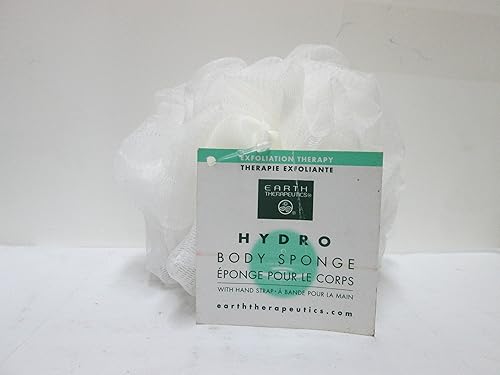 EXFOLIATION THERAPY
THÉRAPIE EXFOLIANTE
EARTH
THERAPEUTICS®
HYDRO
BODY SPONGE
ÉPONGE POUR LE CORPS
WITH HAND STRAP • À BANDE POUR LA MAIN
earththerapeutics.com